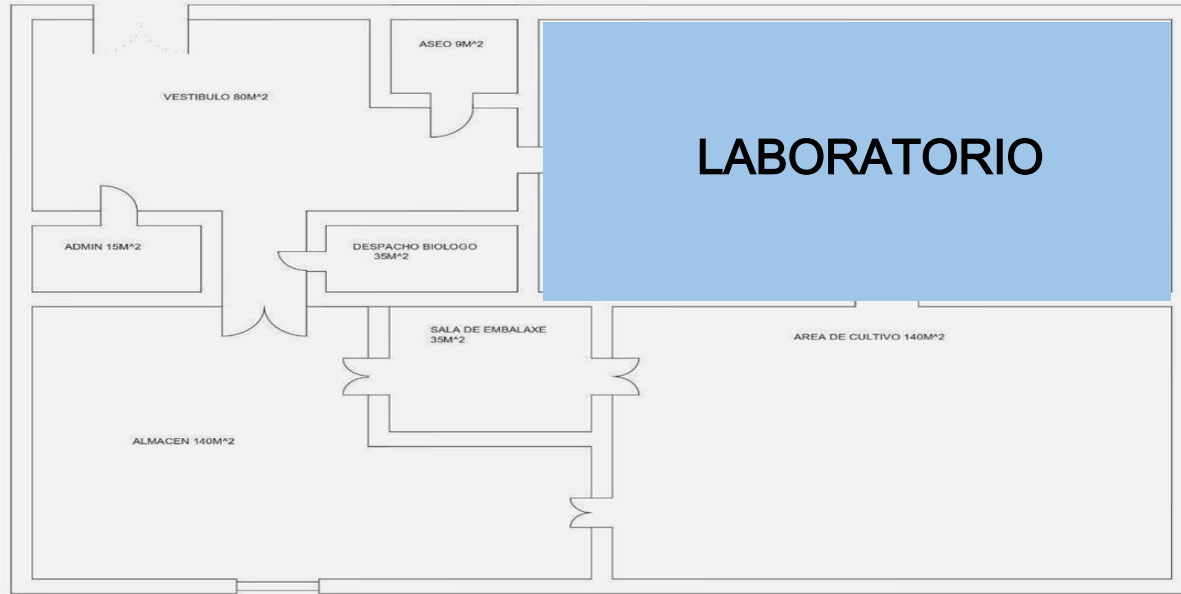 ASEO 9M^2
VESTIBULO 80M^2
LABORATORIO
ADMIN 15M^2
DESPACHO BIOLOGO
35M^2
SALA DE EMBALAXE
35M^2
AREA DE CULTIVO 140M^2
ALMACEN 140M^2